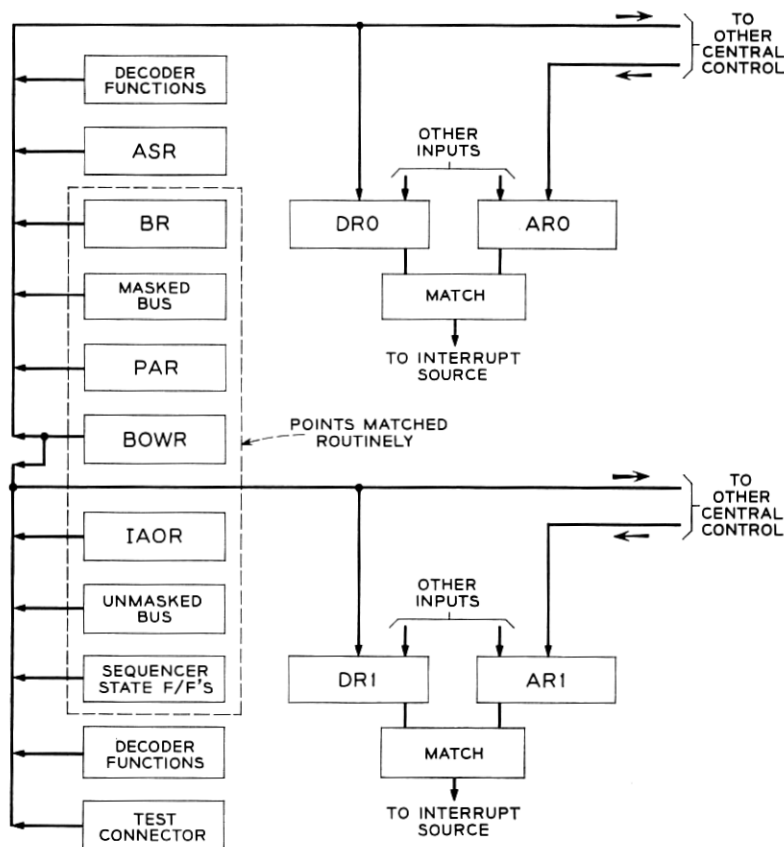 TO
OTHER
CENTRAL
CONTROL
DECODER
FUNCTIONS
ASR
OTHER
INPUTS
BR
DR0
AR0
MASKED
BUS
MATCH
PAR
TO INTERRUPT
SOURCE
BOWR
POINTS MATCHED
ROUTINELY
TO
OTHER
CENTRAL
CONTROL
IAOR
OTHER
INPUTS
UNMASKED
BUS
SEQUENCER
STATE F/F'S
DR1
AR1
DECODER
FUNCTIONS
MATCH
TEST
CONNECTOR
TO INTERRUPT
SOURCE